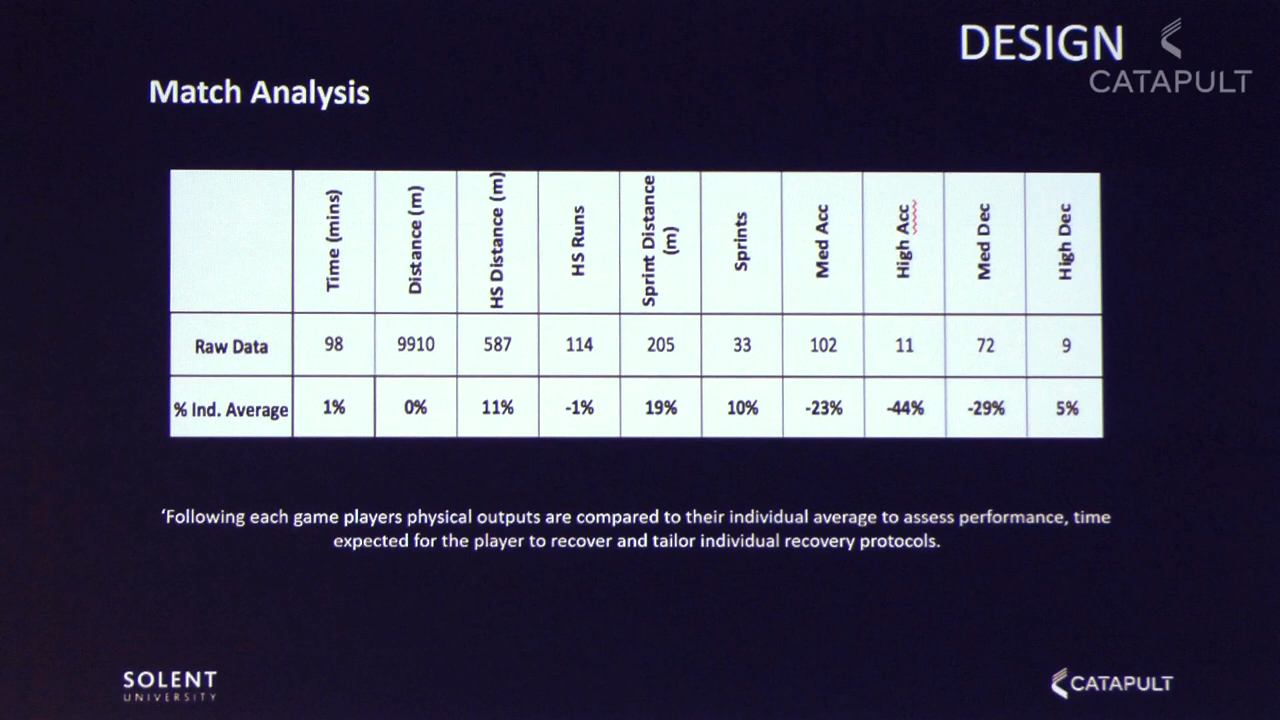 DESIGN
CATAPULT
Match Analysis
Time (mins)
Distance (m)
HS Distance (m)
HS Runs
Sprint Distance
(m)
Sprints
Med Acc
High Acc
Med Dec
High Dec
Raw Data 98 9910 587 114 205 33 102 11 72 9
% Ind. Average 1% 0% 11% -1% 19% 10% -23% -44% -29% 5%
‘Following each game players physical outputs are compared to their individual average to assess performance, time
expected for the player to recover and tailor individual recovery protocols.
SOLENT
UNIVERSITY
CATAPULT